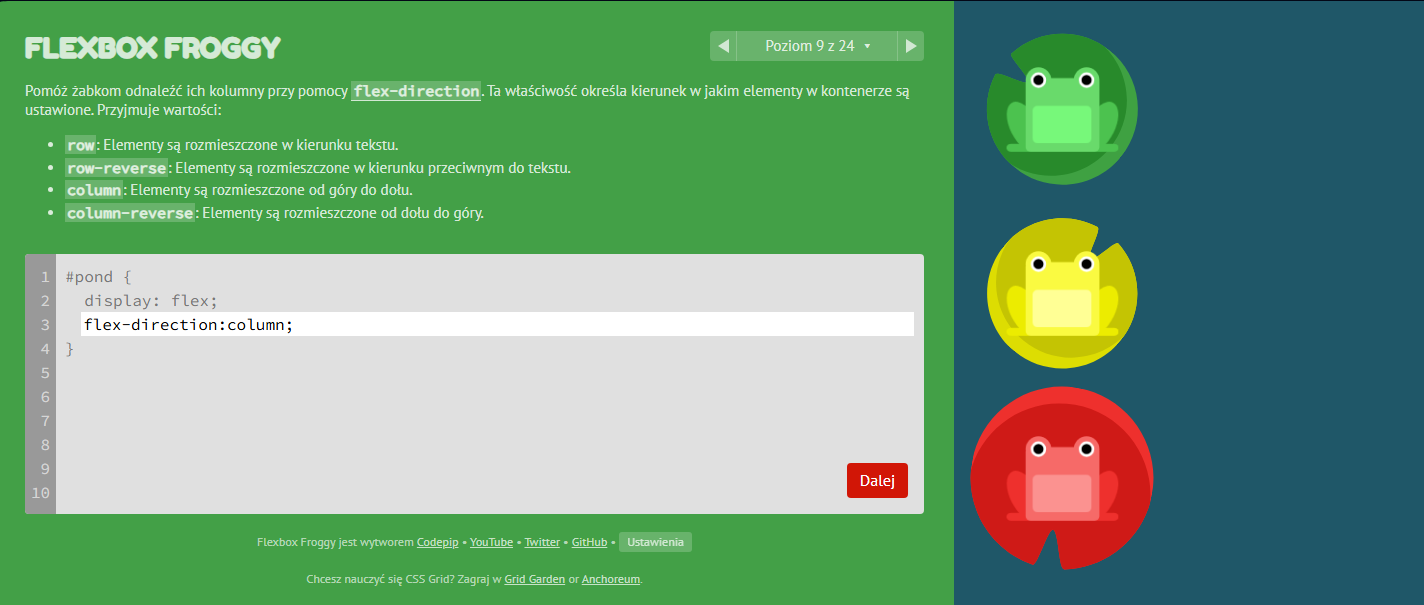 FLEXBOX FROGGY
Poziom 9 z 24
Pomóż żabkom odnaleźć ich kolumny przy pomocy flex-direction. Ta właściwość określa kierunek w jakim elementy w kontenerze są
ustawione. Przyjmuje wartości:
row: Elementy są rozmieszczone w kierunku tekstu.
row-reverse: Elementy są rozmieszczone w kierunku przeciwnym do tekstu.
column: Elementy są rozmieszczone od góry do dołu.
column-reverse: Elementy są rozmieszczone od dołu do góry.
1 #pond {
2 display: flex;
3 flex-direction:column;
4 }
5
6
7
8
9
10
Dalej
Flexbox Froggy jest wytworem Codepip • YouTube • Twitter • GitHub • Ustawienia
Chcesz nauczyć się CSS Grid? Zagraj w Grid Garden or Anchoreum.